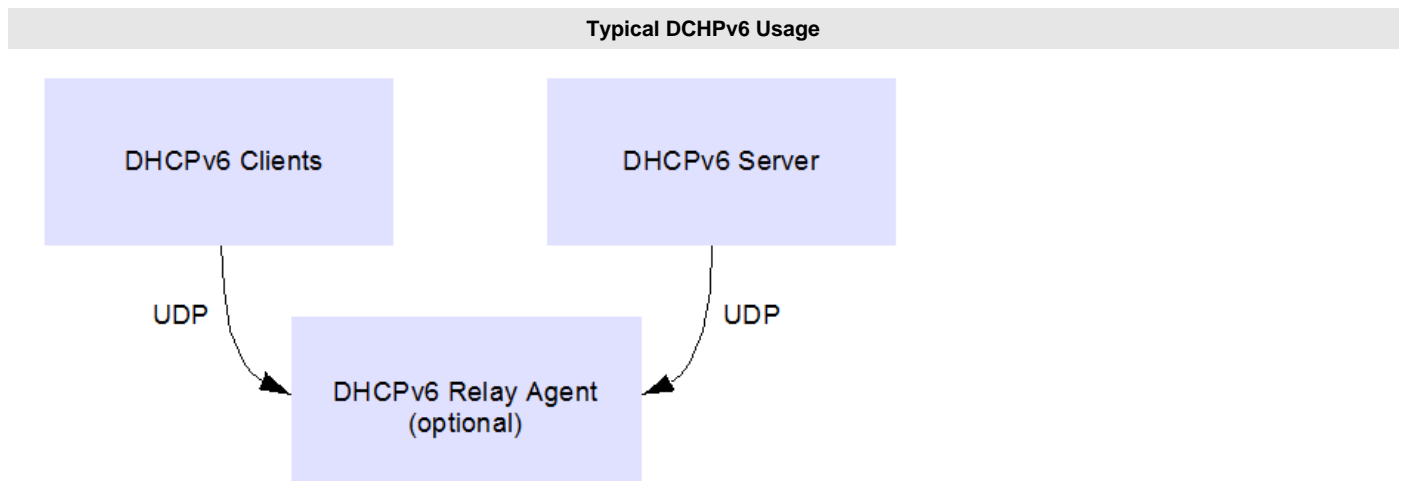 Typical DCHPv6 Usage
DHCPv6 Clients
DHCPv6 Server
UDP
UDP
DHCPv6 Relay Agent
(optional)